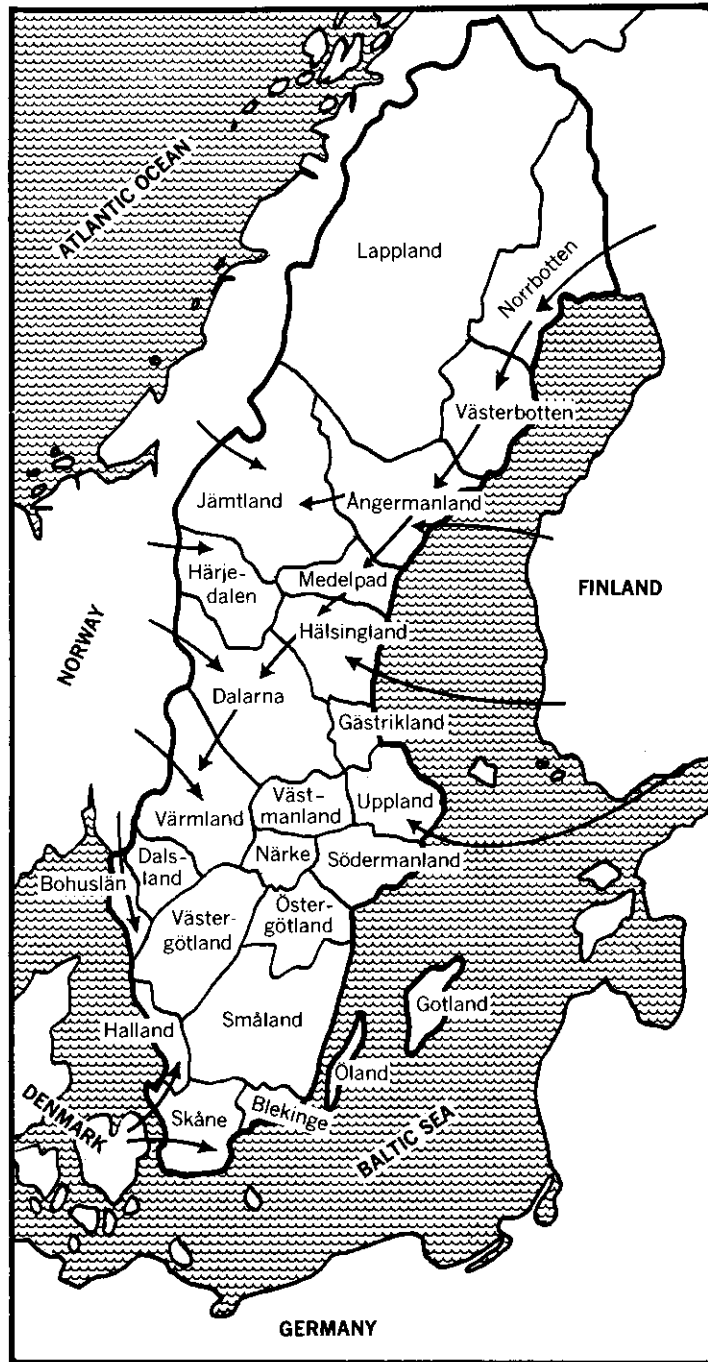 ATLANTIC OCEAN
Lappland
Norrbotten
Västerbotten
Jämtland
Ångermanland
Härje-
dalen
Medelpad
FINLAND
Hälsingland
NORWAY
Dalarna
Gästrikland
Väst-
manland
Uppland
Värmland
Dals-
land
Närke
Södermanland
Bohuslän
Väster-
götland
Öster-
götland
Gotland
Halland
Småland
Öland
DENMARK
Skåne
Blekinge
BALTIC SEA
GERMANY